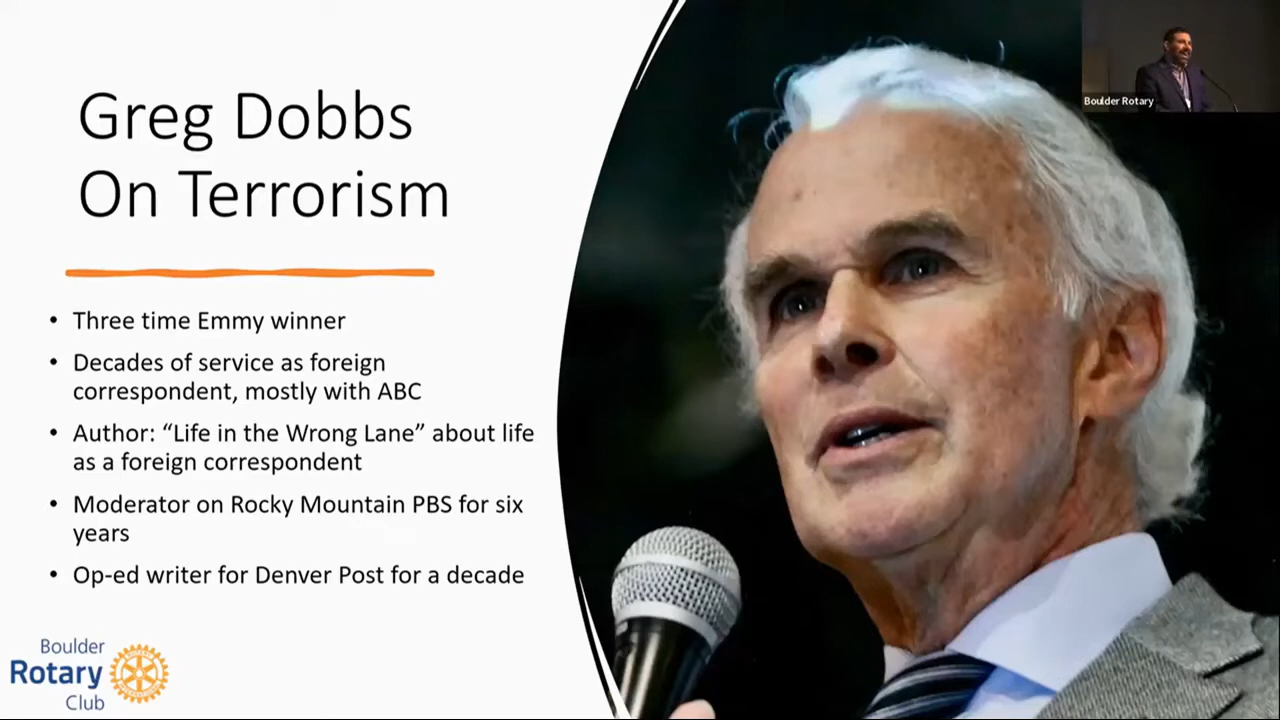 Greg Dobbs
On Terrorism
• Three time Emmy winner
• Decades of service as foreign
correspondent, mostly with ABC
• Author: “Life in the Wrong Lane” about life
as a foreign correspondent
• Moderator on Rocky Mountain PBS for six
years
• Op-ed writer for Denver Post for a decade
Boulder
Rotary
Club
Boulder Rotary